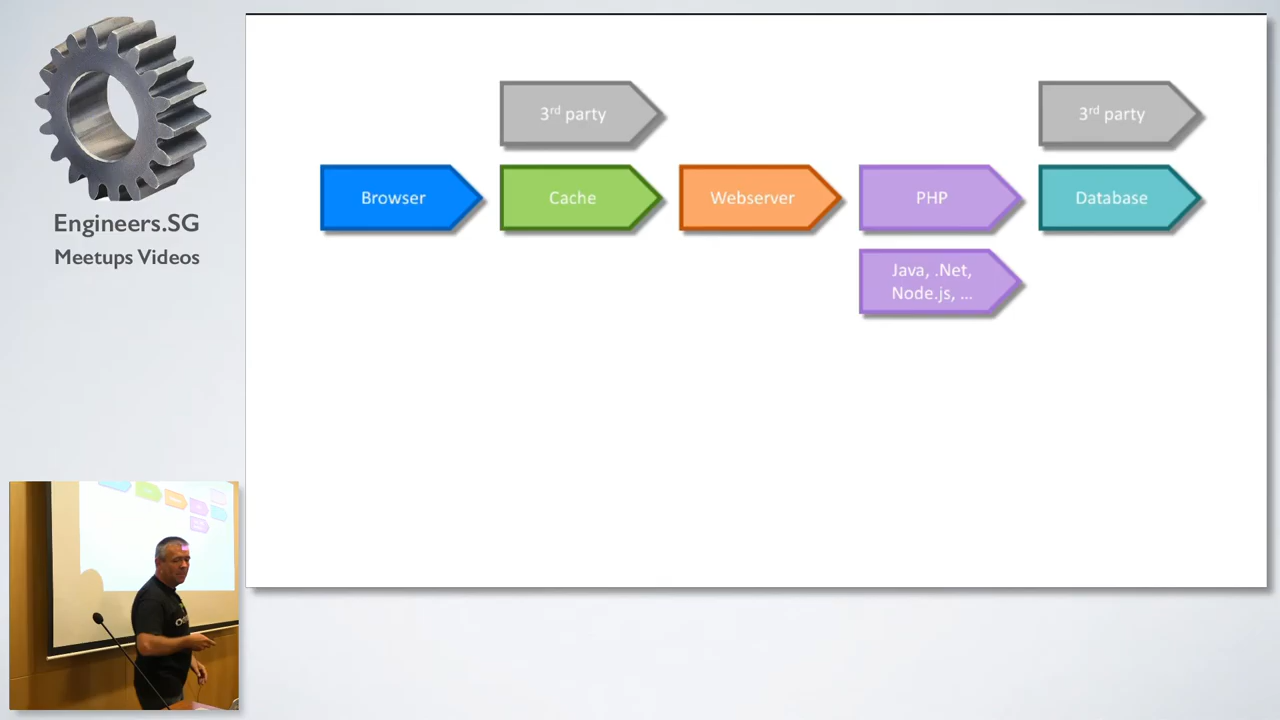 Engineers.SG
Meetups Videos
3rd party
3rd party
Browser
Cache
Webserver
PHP
Database
Java, .Net,
Node.js, ...